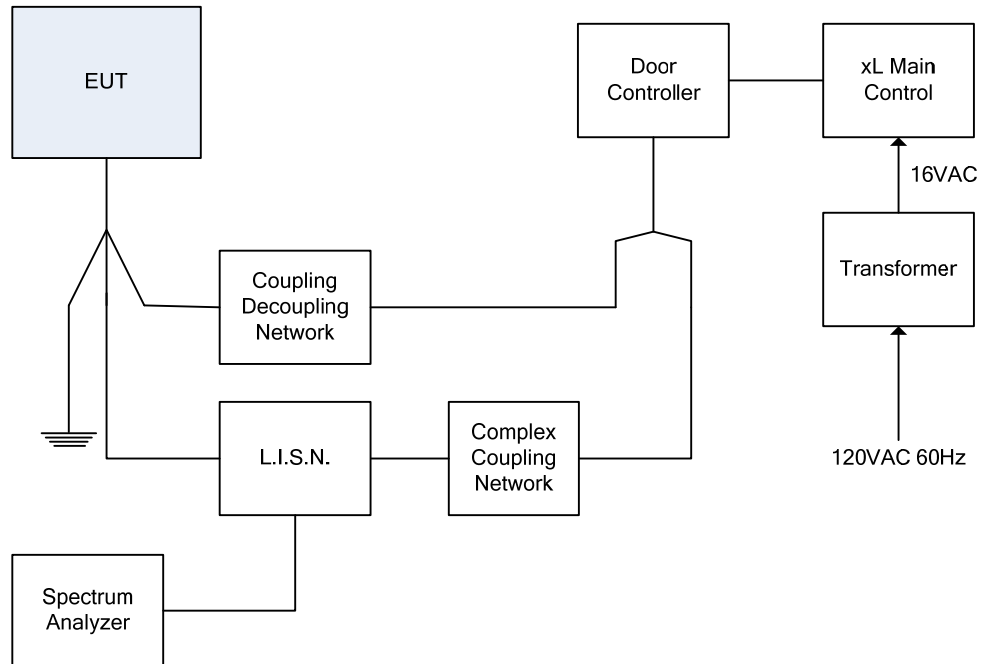 EUT
Door
Controller
xL Main
Control
16VAC
Transformer
Coupling
Decoupling
Network
L.I.S.N.
Complex
Coupling
Network
120VAC 60Hz
Spectrum
Analyzer